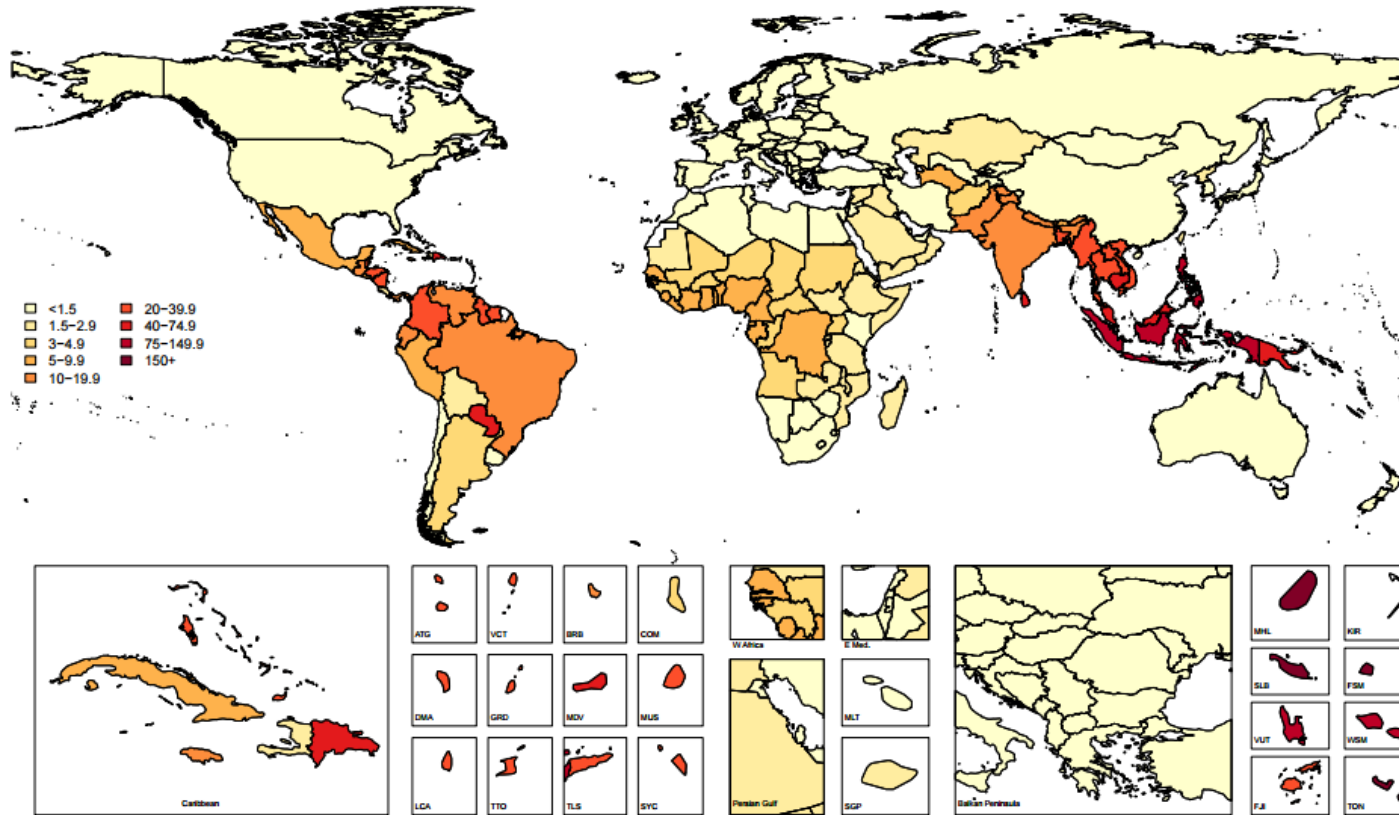 <1.5
1.5−2.9
3−4.9
5−9.9
10−19.9
20−39.9
40−74.9
75−149.9
150+
Caribbean
ATG
VCT
BRB
COM
DMA
GRD
MDV
MUS
LCA
TTO
TLS
SYC
W Africa
E Med.
Persian Gulf
MLT
SGP
Balkan Peninsula
MHL
KIR
SLB
FSM
VUT
WSM
FJI
TON